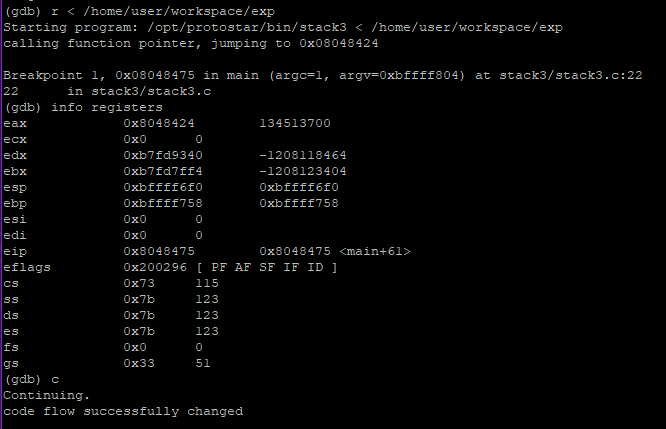 (gdb) r < /home/user/workspace/exp
Starting program: /opt/protostar/bin/stack3 < /home/user/workspace/exp
calling function pointer, jumping to 0x08048424
Breakpoint 1, 0x08048475 in main (argc=1, argv=0xbffff804) at stack3/stack3.c:22
22 in stack3/stack3.c
(gdb) info registers
eax 0x8048424 134513700
ecx 0x0 0
edx 0xb7fd9340 -1208118464
ebx 0xb7fd7ff4 -1208123404
esp 0xbffff6f0 0xbffff6f0
ebp 0xbffff758 0xbffff758
esi 0x0 0
edi 0x0 0
eip 0x8048475 0x8048475 <main+61>
eflags 0x200296 [ PF AF SF IF ID ]
cs 0x73 115
ss 0x7b 123
ds 0x7b 123
es 0x7b 123
fs 0x0 0
gs 0x33 51
(gdb) c
Continuing.
code flow successfully changed